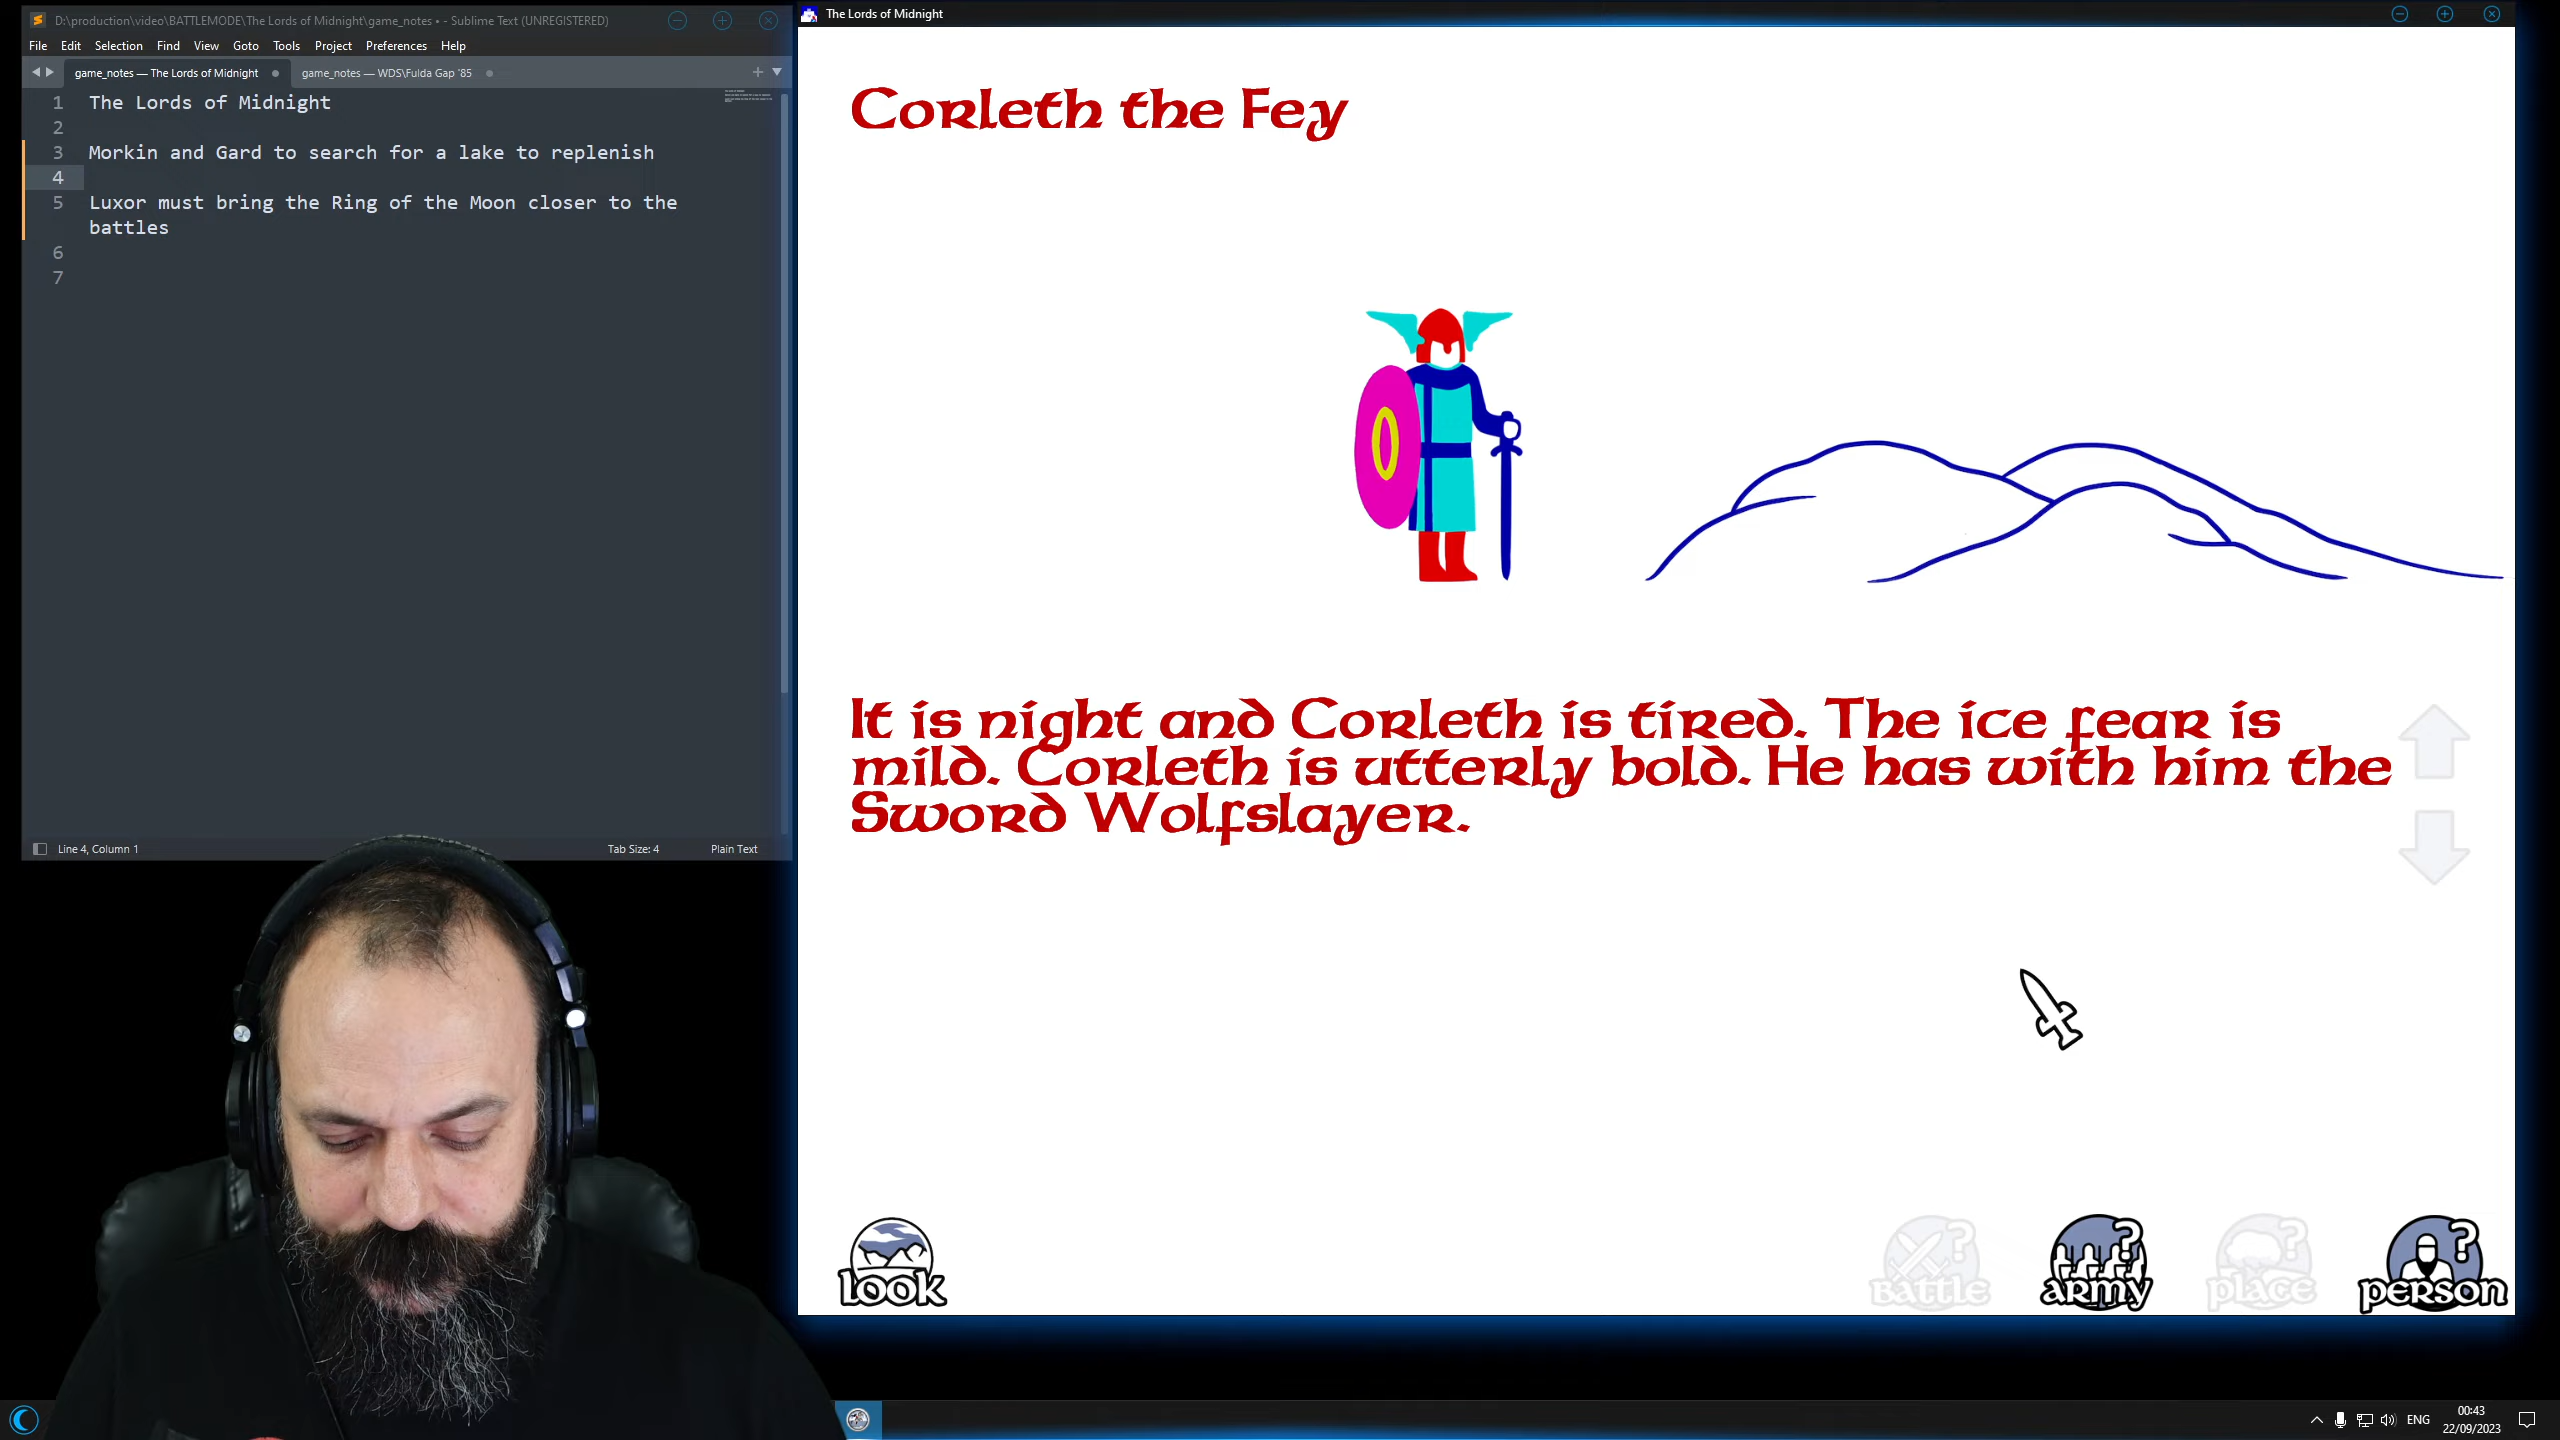 D:\production\video\BATTLEMODE\The Lords of Midnight\game_notes • - Sublime Text (UNREGISTERED)
File Edit Selection Find View Goto Tools Project Preferences Help
game_notes — The Lords of Midnight
game_notes — WDS\Fulda Gap '85
1 The Lords of Midnight
2
3 Morkin and Gard to search for a lake to replenish
4
5 Luxor must bring the Ring of the Moon closer to the
battles
6
7
Line 4, Column 1
Tab Size: 4
Plain Text
The Lords of Midnight
Corleth the Fey
It is night and Corleth is tired. The ice fear is
mild. Corleth is utterly bold. He has with him the
Sword Wolfslayer.
look
BATTLE ?
ARMY ?
place ?
person ?
ENG
00:43
22/09/2023